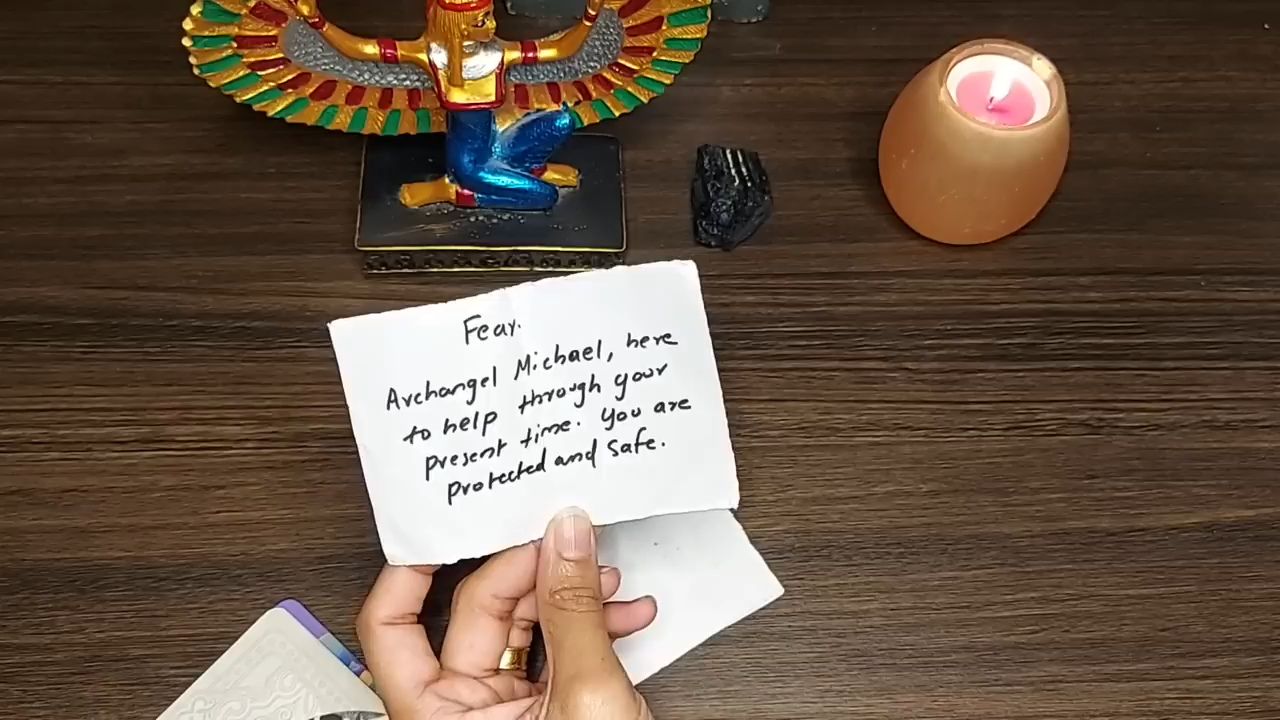 Fear.
Archangel Michael, here
to help through your
present time. You are
protected and safe.